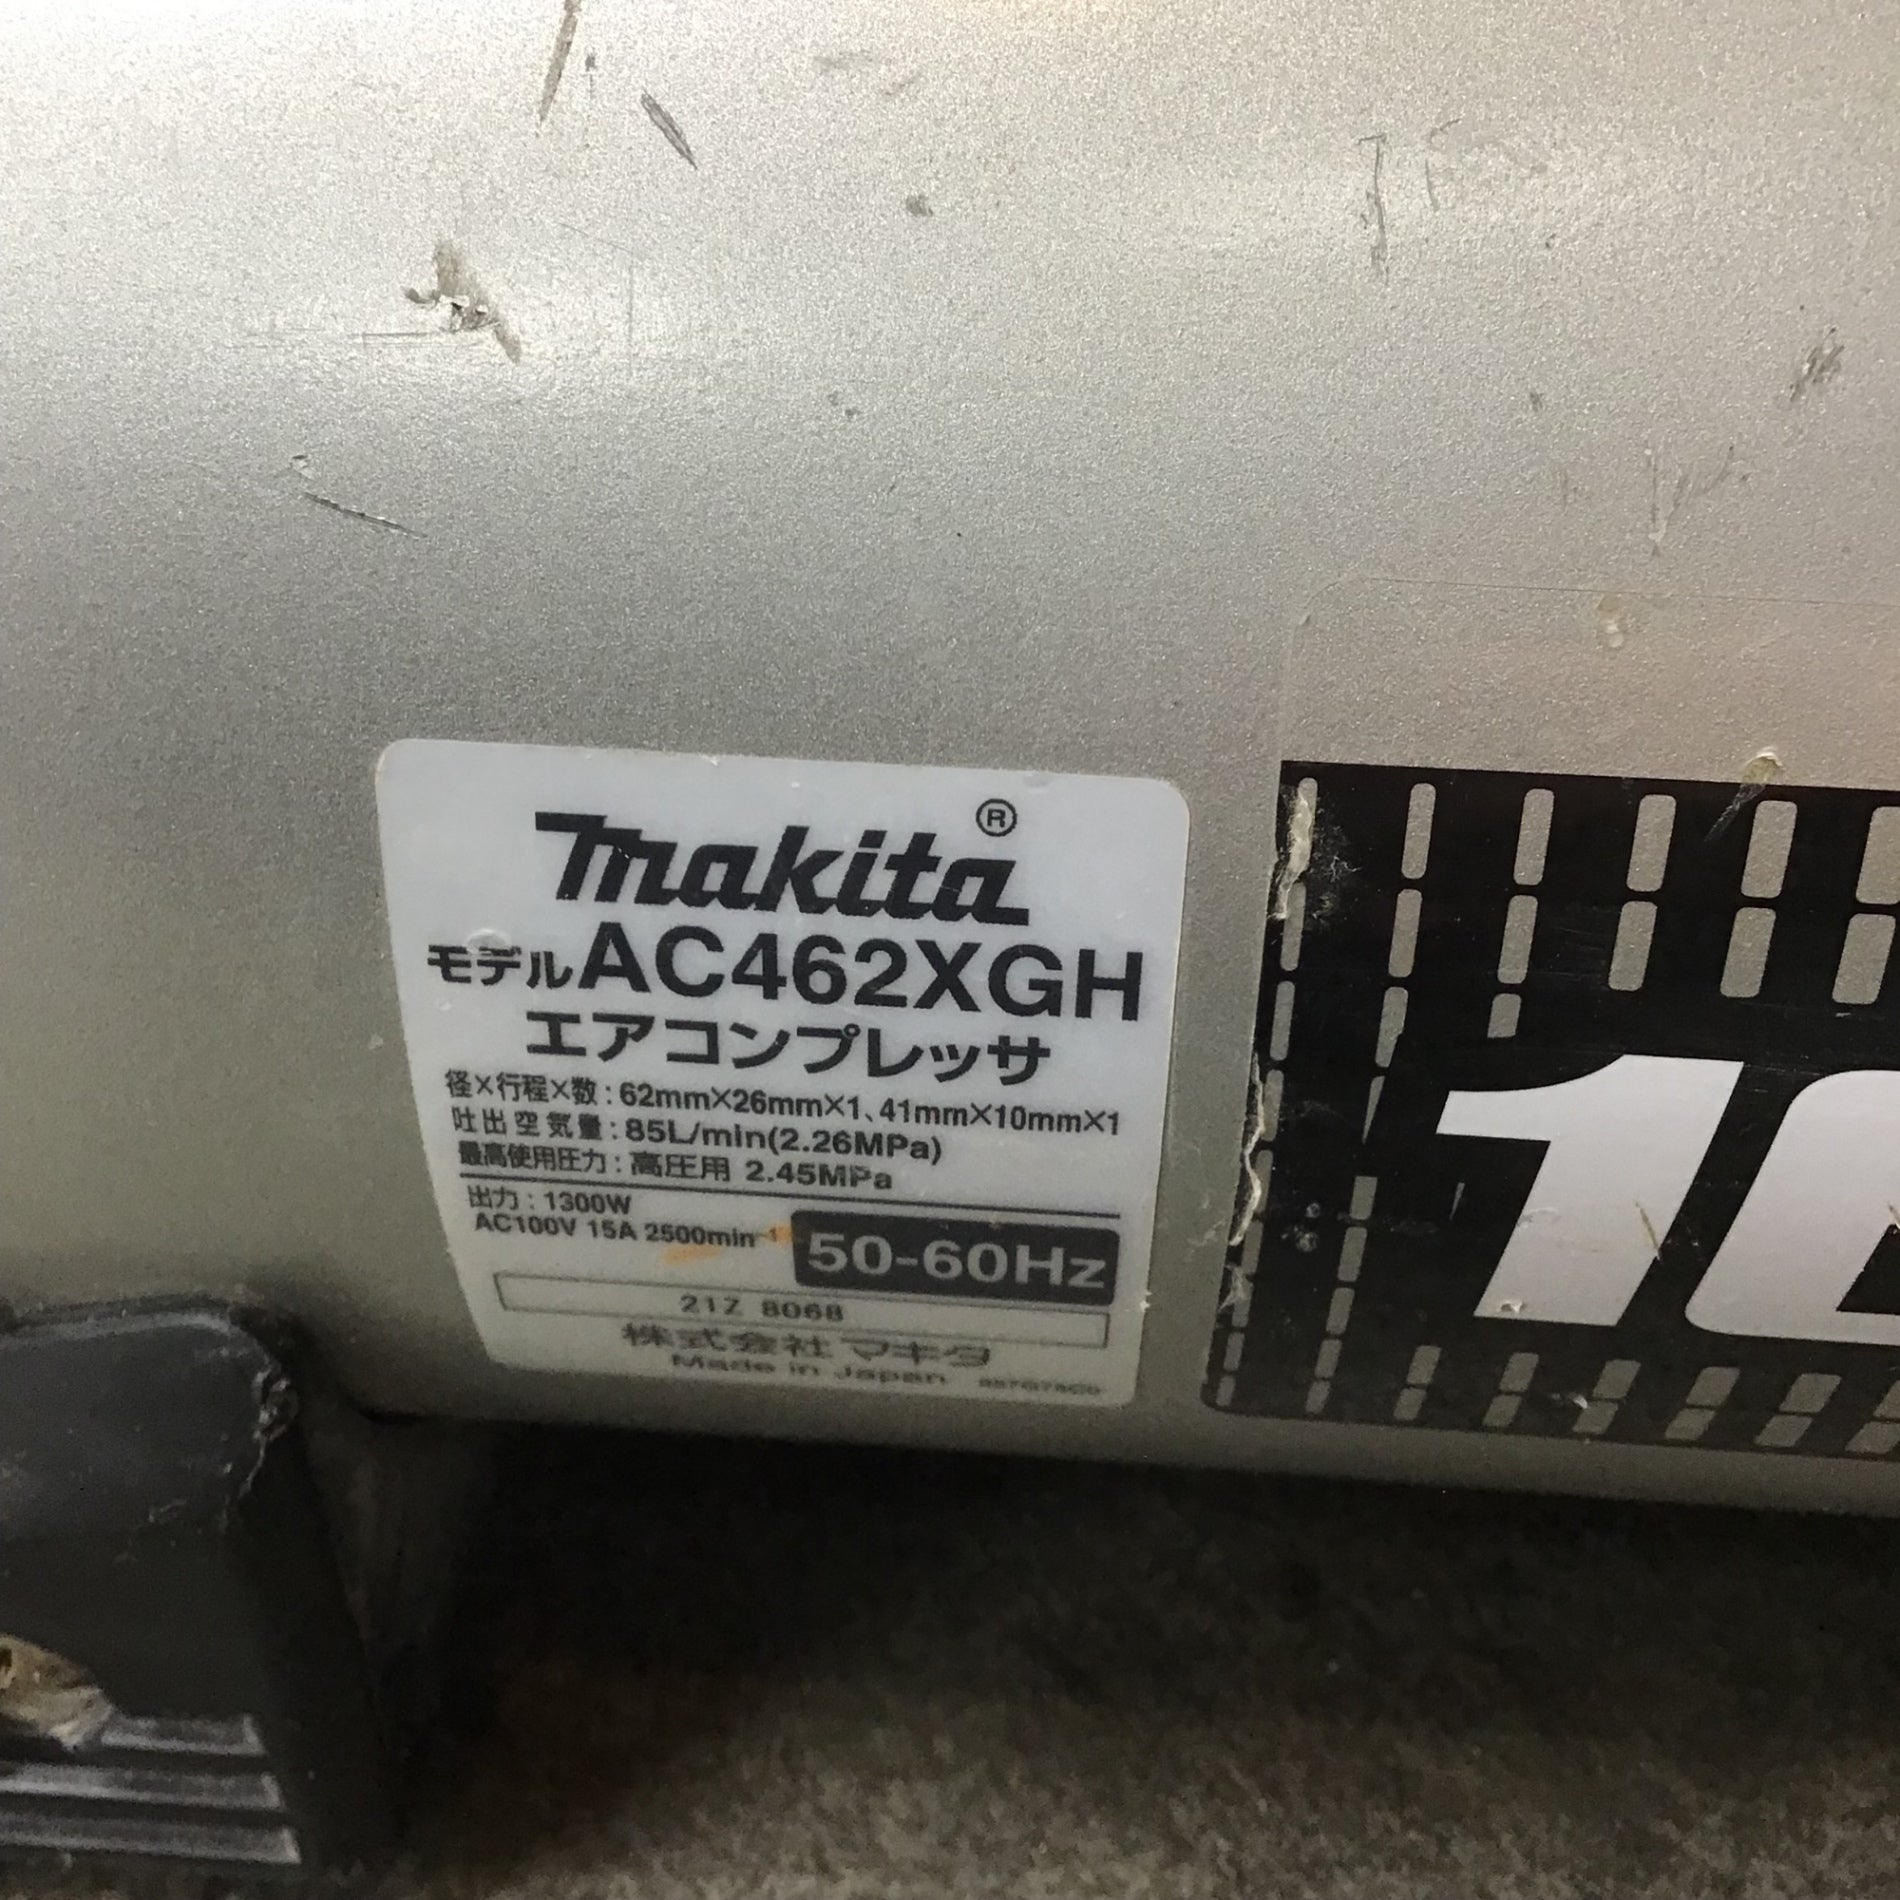 makita®
モデルAC462XGH
エアコンプレッサ
径×行程×数:62mm×26mm×1、41mm×10mm×1
吐出空気量:85L/min(2.26MPa)
最高使用圧力:高圧用 2.45MPa
出力:1300W
AC100V 15A 2500min⁻¹
50-60Hz
21Z 8068
株式会社マキタ
Made in Japan
1